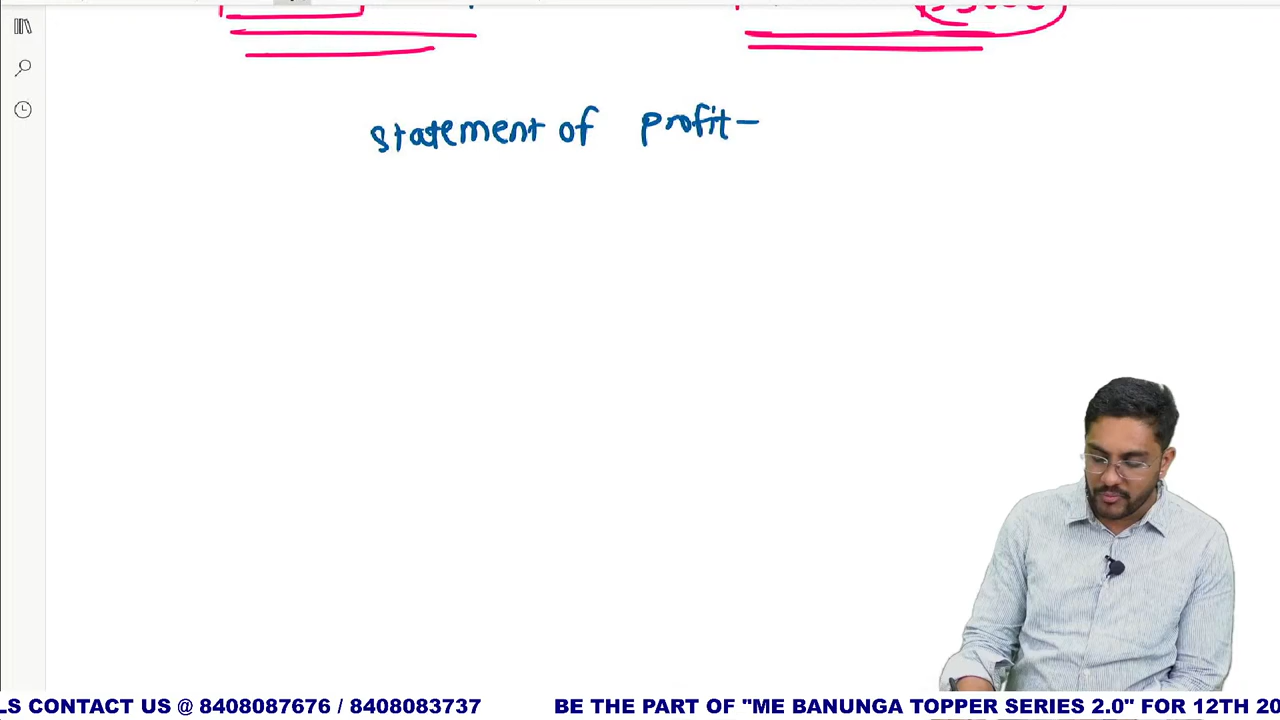 statement of profit-
LS CONTACT US @ 8408087676 / 8408083737 BE THE PART OF "ME BANUNGA TOPPER SERIES 2.0" FOR 12TH 20